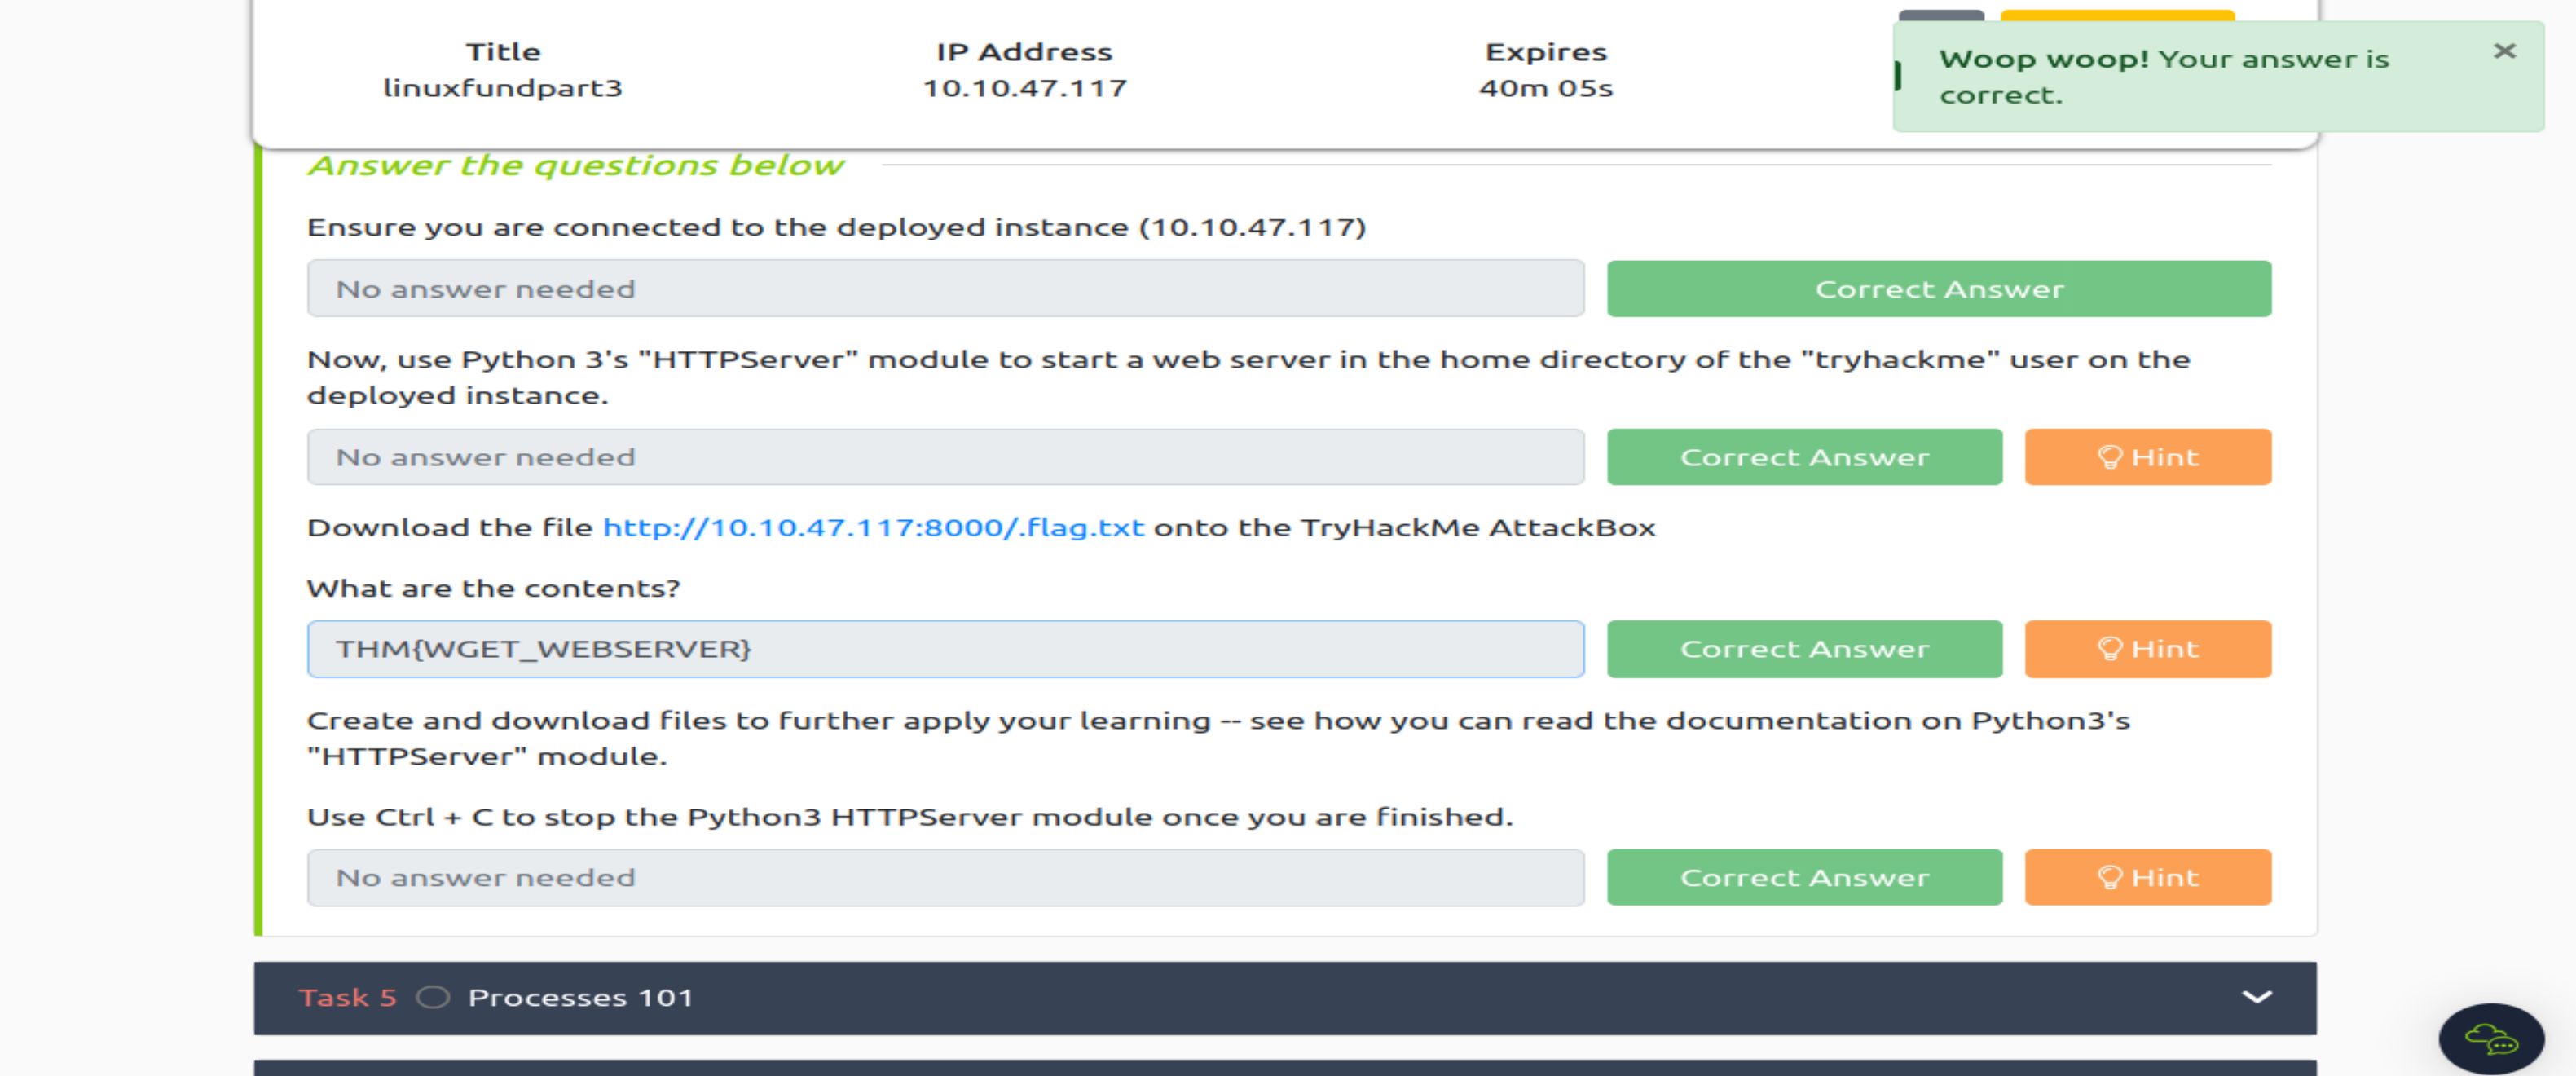 Title
linuxfundpart3
IP Address
10.10.47.117
Expires
40m 05s
Woop woop! Your answer is
correct.
×
Answer the questions below
Ensure you are connected to the deployed instance (10.10.47.117)
No answer needed
Correct Answer
Now, use Python 3's "HTTPServer" module to start a web server in the home directory of the "tryhackme" user on the
deployed instance.
No answer needed
Correct Answer
Hint
Download the file http://10.10.47.117:8000/.flag.txt onto the TryHackMe AttackBox
What are the contents?
THM{WGET_WEBSERVER}
Correct Answer
Hint
Create and download files to further apply your learning -- see how you can read the documentation on Python3's
"HTTPServer" module.
Use Ctrl + C to stop the Python3 HTTPServer module once you are finished.
No answer needed
Correct Answer
Hint
Task 5 Processes 101